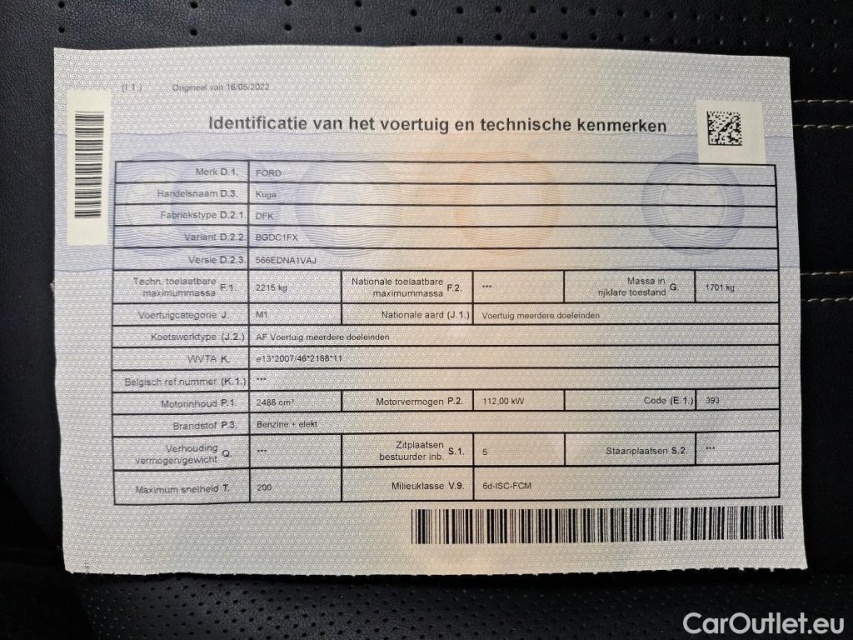 (I.1.) Origineel van 16/05/2022
Identificatie van het voertuig en technische kenmerken
Merk D.1. FORD
Handelsnaam D.3. Kuga
Fabriekstype D.2.1. DFK
Variant D.2.2. BGDC1FX
Versie D.2.3. 566EDNA1VAJ
Techn. toelaatbare maximummassa F.1. 2215 kg Nationale toelaatbare maximummassa F.2. --- Massa in rijklare toestand G. 1701 kg
Voertuigcategorie J. M1 Nationale aard (J.1.) Voertuig meerdere doeleinden
Koetswerktype (J.2.) AF Voertuig meerdere doeleinden
WVTA K. e13*2007/46*2188*11
Belgisch ref.nummer (K.1.) ---
Motorinhoud P.1. 2488 cm³ Motorvermogen P.2. 112,00 kW Code (E.1.) 393
Brandstof P.3. Benzine + elekt
Verhouding vermogen/gewicht Q. --- Zitplaatsen bestuurder inb. S.1. 5 Staanplaatsen S.2. ---
Maximum snelheid T. 200 Milieuklasse V.9. 6d-ISC-FCM
CarOutlet.eu